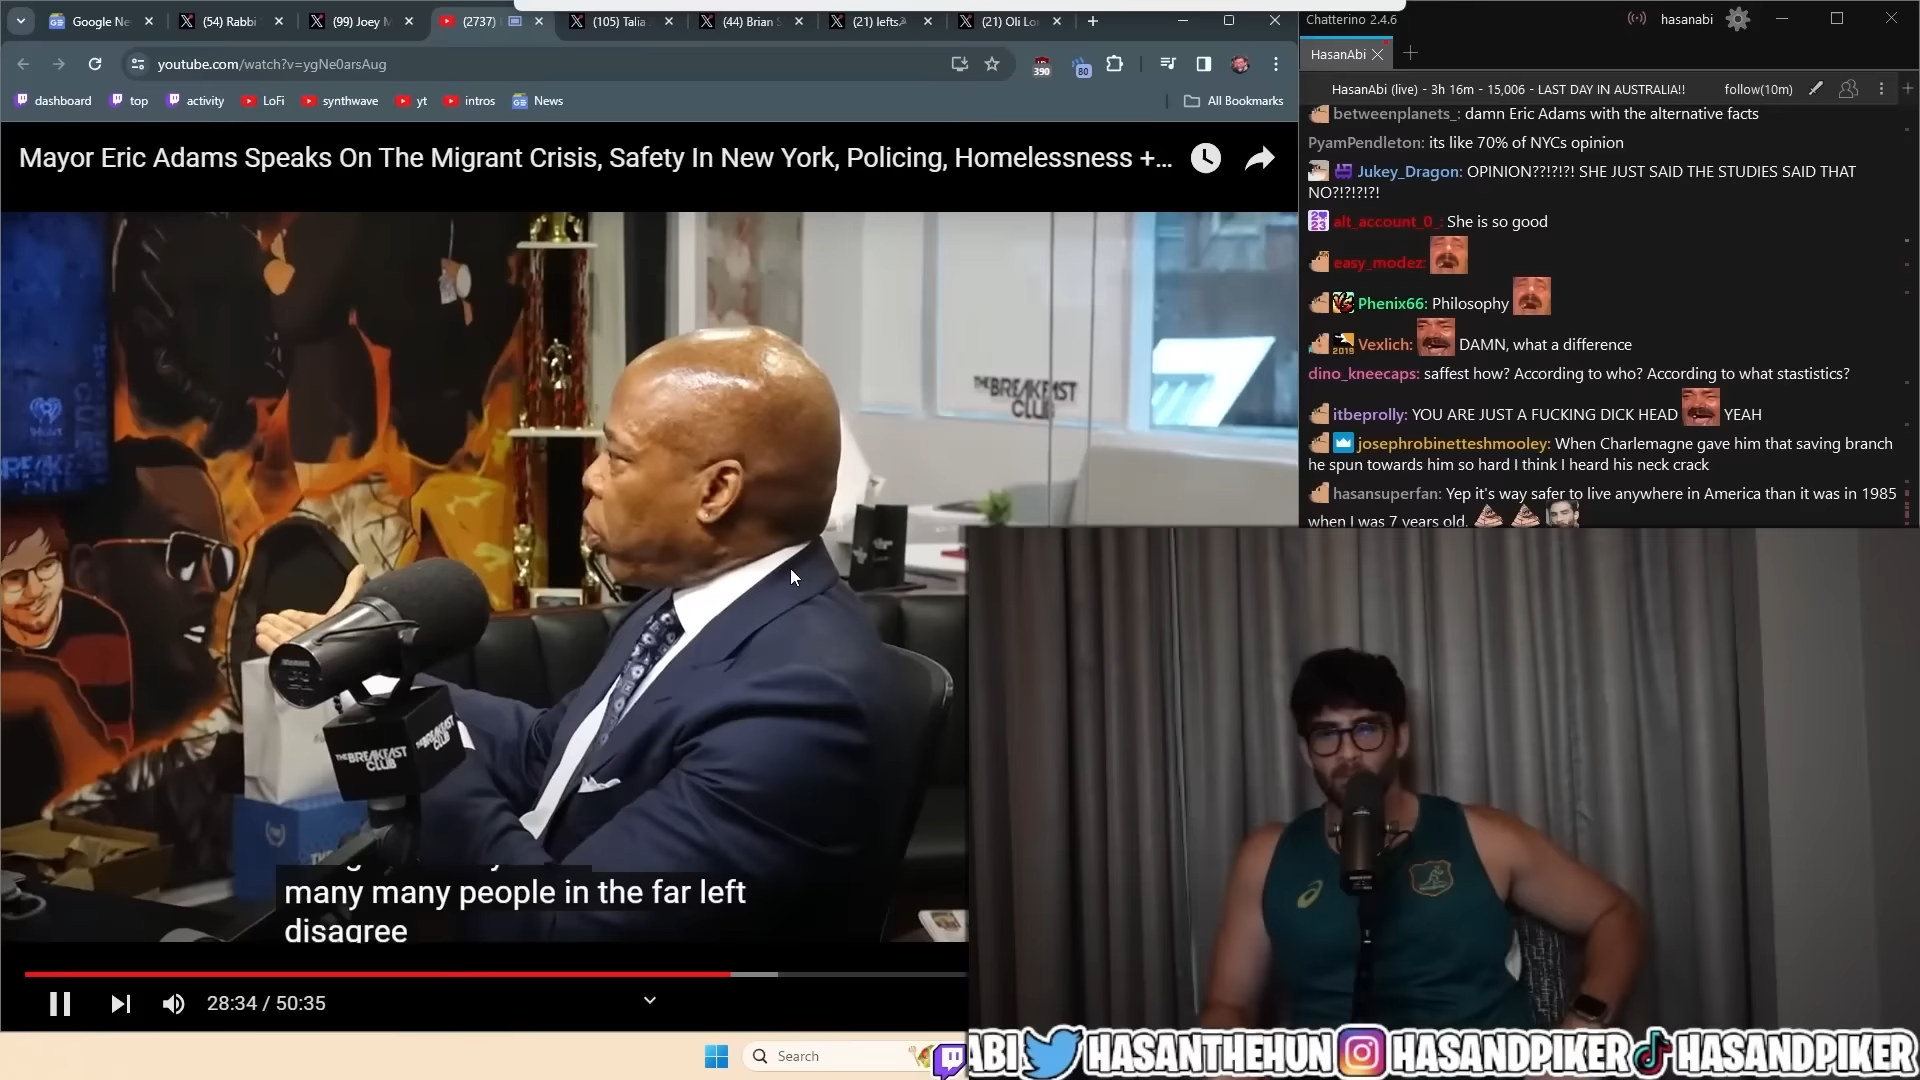 Google Ne
(54) Rabbi
(99) Joey M
(2737)
(105) Talia
(44) Brian S
(21) lefts
(21) Oli Lo
youtube.com/watch?v=ygNe0arsAug
390
80
dashboard
top
activity
LoFi
synthwave
yt
intros
News
All Bookmarks
Mayor Eric Adams Speaks On The Migrant Crisis, Safety In New York, Policing, Homelessness +...
THE BREAKFAST
CLUB
THE BREAKFAST
CLUB
BREAKFAST
CLUB
many many people in the far left
disagree
28:34 / 50:35
Search
Chatterino 2.4.6
hasanabi
HasanAbi
HasanAbi (live) - 3h 16m - 15,006 - LAST DAY IN AUSTRALIA!!
follow(10m)
betweenplanets_: damn Eric Adams with the alternative facts
PyamPendleton: its like 70% of NYCs opinion
Jukey_Dragon: OPINION??!?!?! SHE JUST SAID THE STUDIES SAID THAT
NO?!?!?!?!
alt_account_0_: She is so good
easy_modez:
Phenix66: Philosophy
2019 Vexlich: DAMN, what a difference
dino_kneecaps: saffest how? According to who? According to what stastistics?
itbeprolly: YOU ARE JUST A FUCKING DICK HEAD YEAH
josephrobinetteshmooley: When Charlemagne gave him that saving branch
he spun towards him so hard I think I heard his neck crack
hasansuperfan: Yep it's way safer to live anywhere in America than it was in 1985
when I was 7 years old.
ABI HASANTHEHUN HASANDPIKER HASANDPIKER